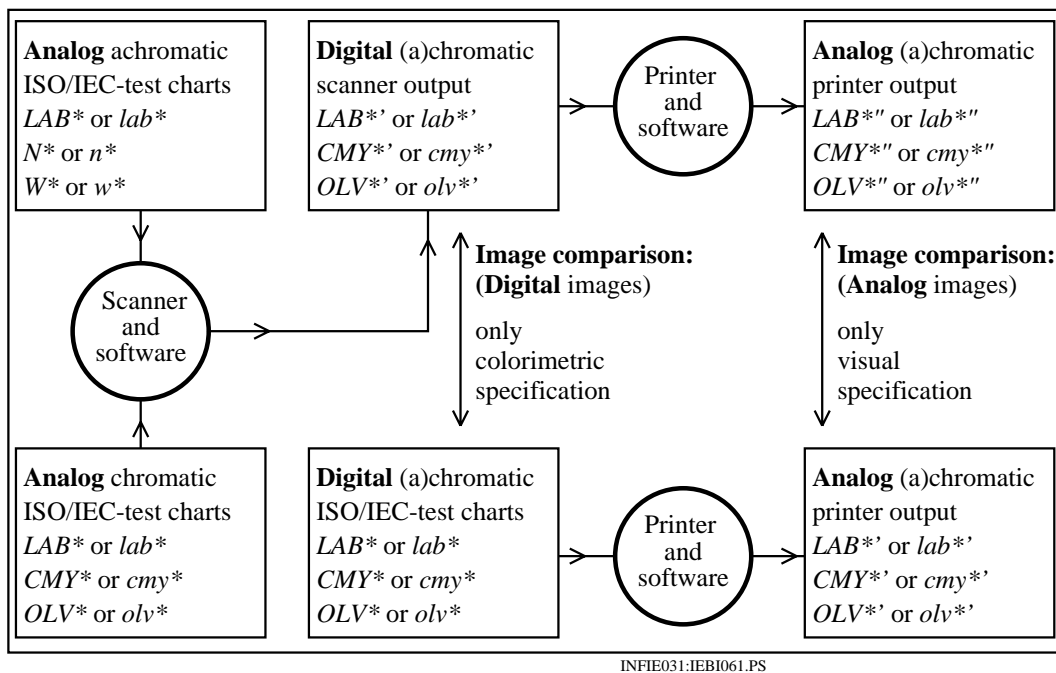 Analog achromatic
ISO/IEC-test charts
LAB* or lab*
N* or n*
W* or w*
Digital (a)chromatic
scanner output
LAB*’ or lab*’
CMY*’ or cmy*’
OLV*’ or olv*’
Printer
and
software
Analog (a)chromatic
printer output
LAB*" or lab*"
CMY*" or cmy*"
OLV*" or olv*"
Scanner
and
software
Image comparison:
(Digital images)
only
colorimetric
specification
Image comparison:
(Analog images)
only
visual
specification
Analog chromatic
ISO/IEC-test charts
LAB* or lab*
CMY* or cmy*
OLV* or olv*
Digital (a)chromatic
ISO/IEC-test charts
LAB* or lab*
CMY* or cmy*
OLV* or olv*
Printer
and
software
Analog (a)chromatic
printer output
LAB*’ or lab*’
CMY*’ or cmy*’
OLV*’ or olv*’
INFIE031:IEBI061.PS